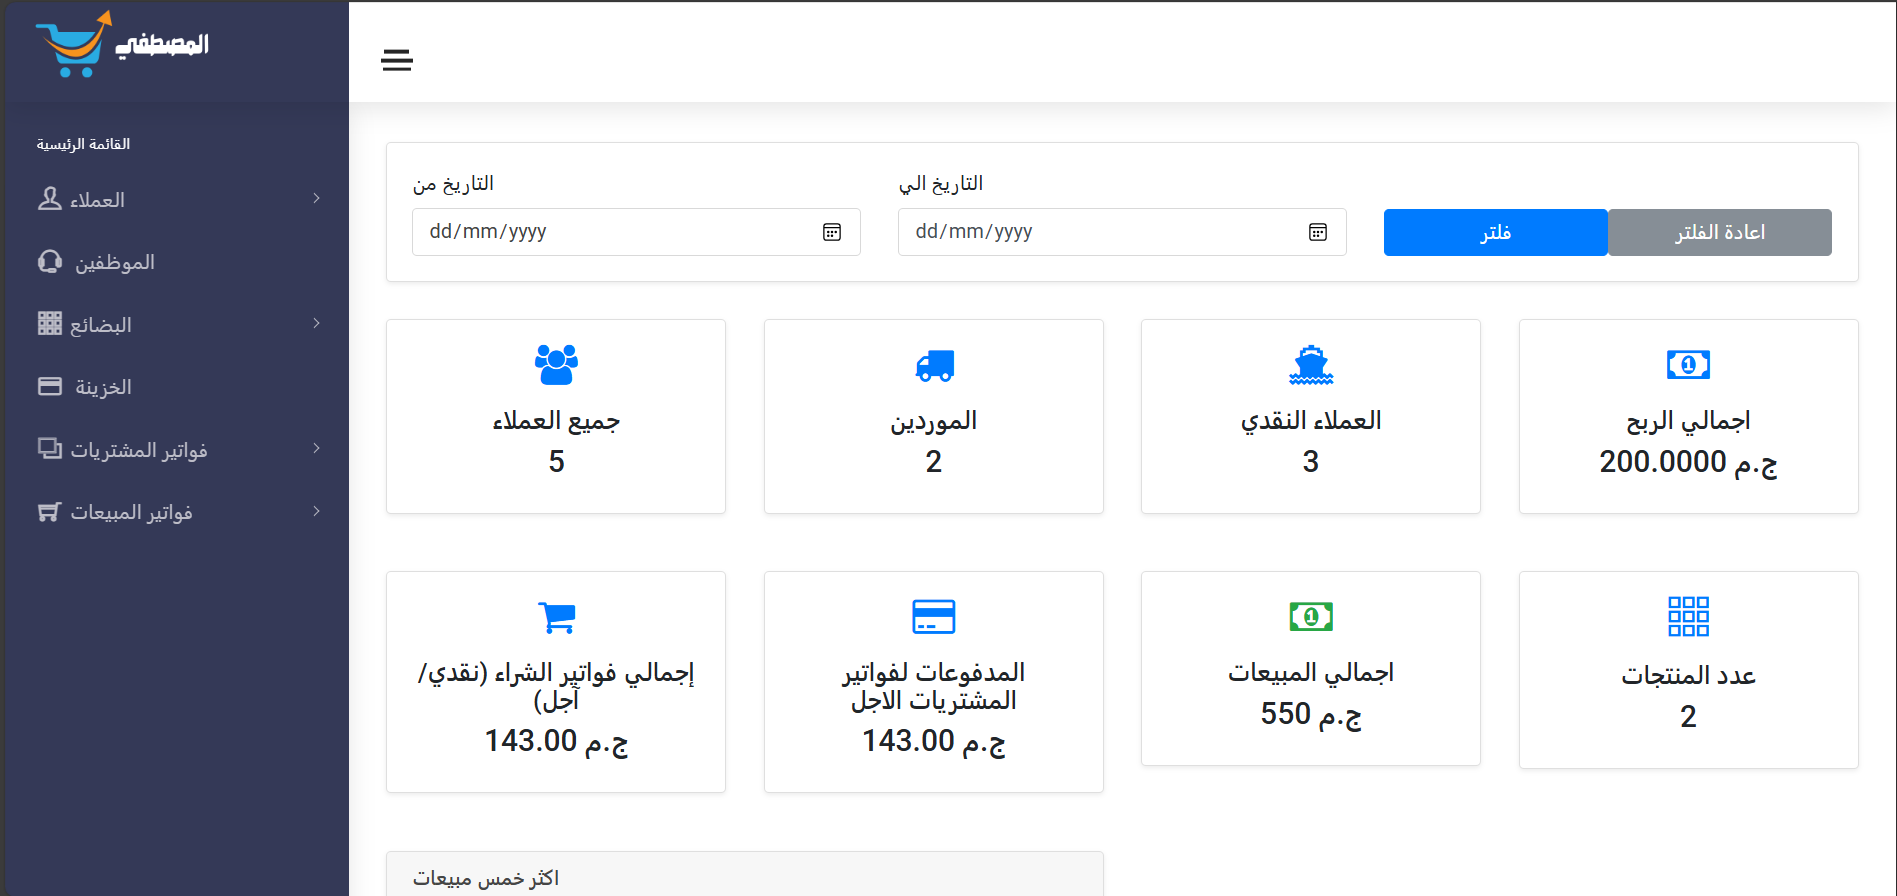 المصطفي
القائمة الرئيسية
العملاء
الموظفين
البضائع
الخزينة
فواتير المشتريات
فواتير المبيعات
التاريخ من
dd/mm/yyyy
التاريخ الي
dd/mm/yyyy
فلتر
اعادة الفلتر
جميع العملاء
5
الموردين
2
العملاء النقدي
3
اجمالي الربح
ج.م 200.0000
إجمالي فواتير الشراء (نقدي/
آجل)
ج.م 143.00
المدفوعات لفواتير
المشتريات الاجل
ج.م 143.00
اجمالي المبيعات
ج.م 550
عدد المنتجات
2
اكثر خمس مبيعات